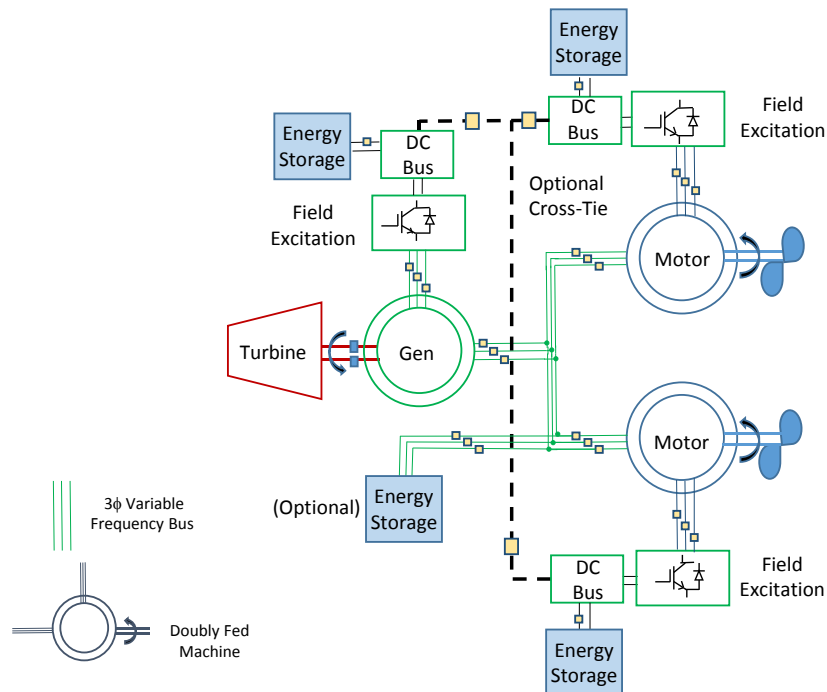 Energy
Storage
DC
Bus
Field
Excitation
Energy
Storage
DC
Bus
Optional
Cross-Tie
Field
Excitation
Motor
Turbine
Gen
Motor
(Optional)
Energy
Storage
3ϕ Variable
Frequency Bus
DC
Bus
Field
Excitation
Doubly Fed
Machine
Energy
Storage